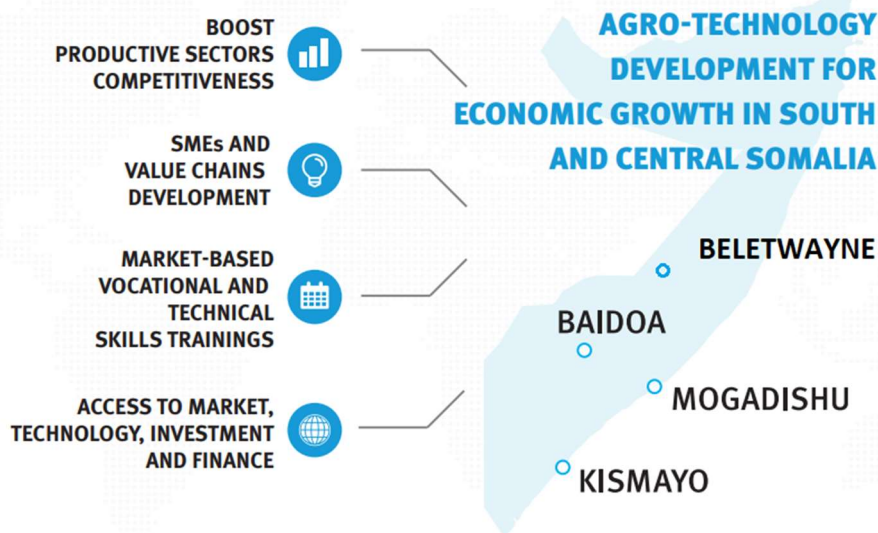 BOOST
PRODUCTIVE SECTORS
COMPETITIVENESS
SMEs AND
VALUE CHAINS
DEVELOPMENT
MARKET-BASED
VOCATIONAL AND
TECHNICAL
SKILLS TRAININGS
ACCESS TO MARKET,
TECHNOLOGY, INVESTMENT
AND FINANCE
AGRO-TECHNOLOGY
DEVELOPMENT FOR
ECONOMIC GROWTH IN SOUTH
AND CENTRAL SOMALIA
BELETWAYNE
BAIDOA
MOGADISHU
KISMAYO